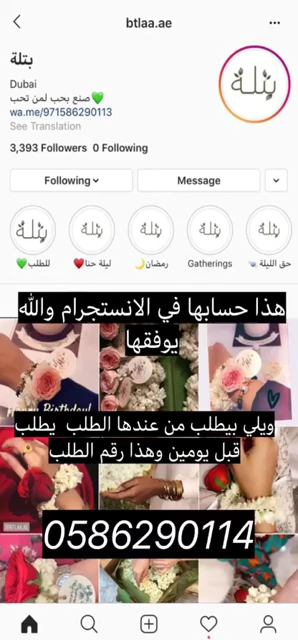 btlaa.ae
بتلة
Dubai
صنع بحب لمن تحب💚
wa.me/971586290113
See Translation
3,393 Followers 0 Following
Following
Message
بتلة
للطلب💚
ليلة حنا❤️
رمضان🌙
Gatherings
حق الليلة
هذا حسابها في الانستجرام والله
يوفقها
Birthday!
ويلي بيطلب من عندها الطلب يطلب
قبل يومين وهذا رقم الطلب
@BTLAA.AE
0586290114